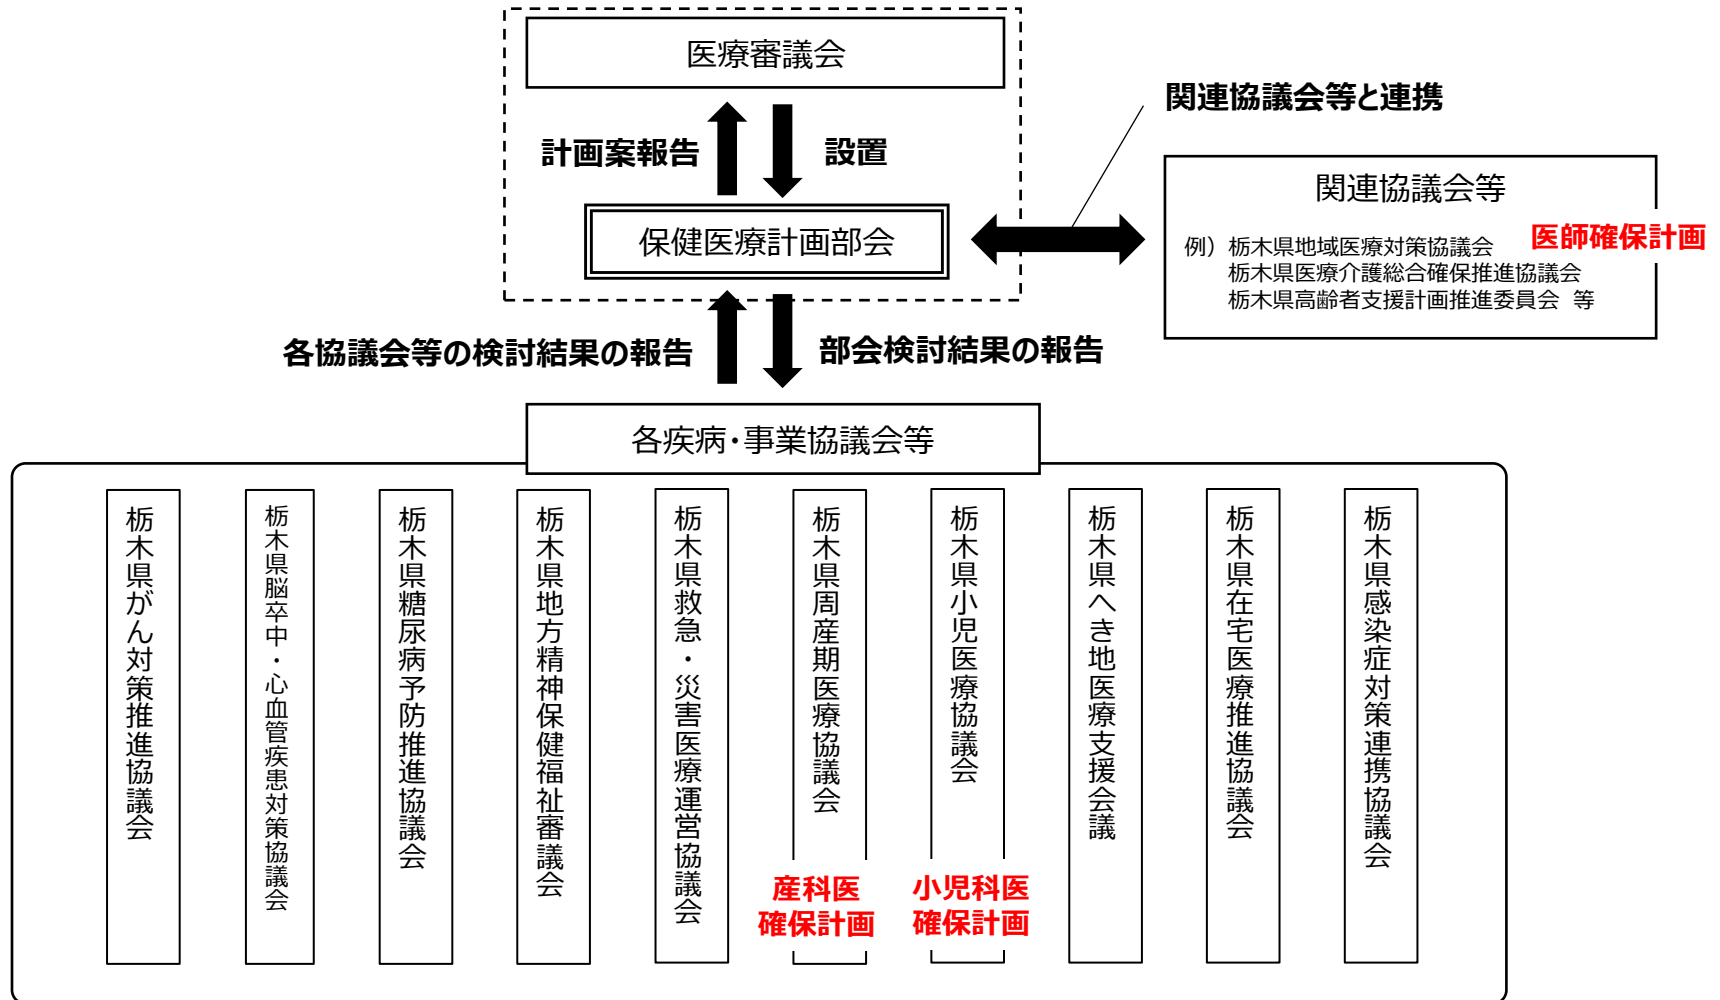 医療審議会
計画案報告
設置
関連協議会等と連携
保健医療計画部会
関連協議会等
医師確保計画
例）栃木県地域医療対策協議会
栃木県医療介護総合確保推進協議会
栃木県高齢者支援計画推進委員会 等
各協議会等の検討結果の報告
部会検討結果の報告
各疾病・事業協議会等
栃木県がん対策推進協議会
栃木県脳卒中・心血管疾患対策協議会
栃木県糖尿病予防推進協議会
栃木県地方精神保健福祉審議会
栃木県救急・災害医療運営協議会
栃木県周産期医療協議会
産科医
確保計画
栃木県小児医療協議会
小児科医
確保計画
栃木県へき地医療支援会議
栃木県在宅医療推進協議会
栃木県感染症対策連携協議会